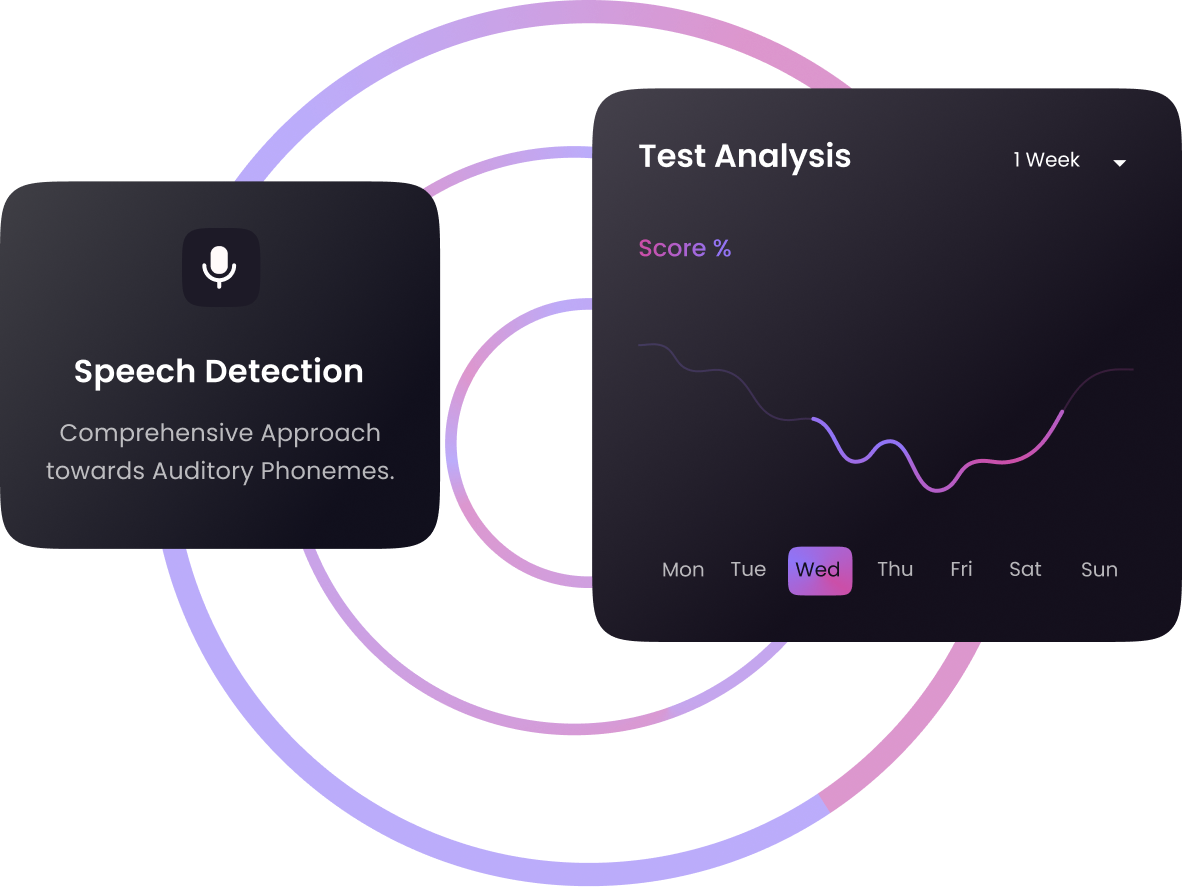 Test Analysis
1 Week
Score %
Speech Detection
Comprehensive Approach
towards Auditory Phonemes.
Mon Tue Wed Thu Fri Sat Sun